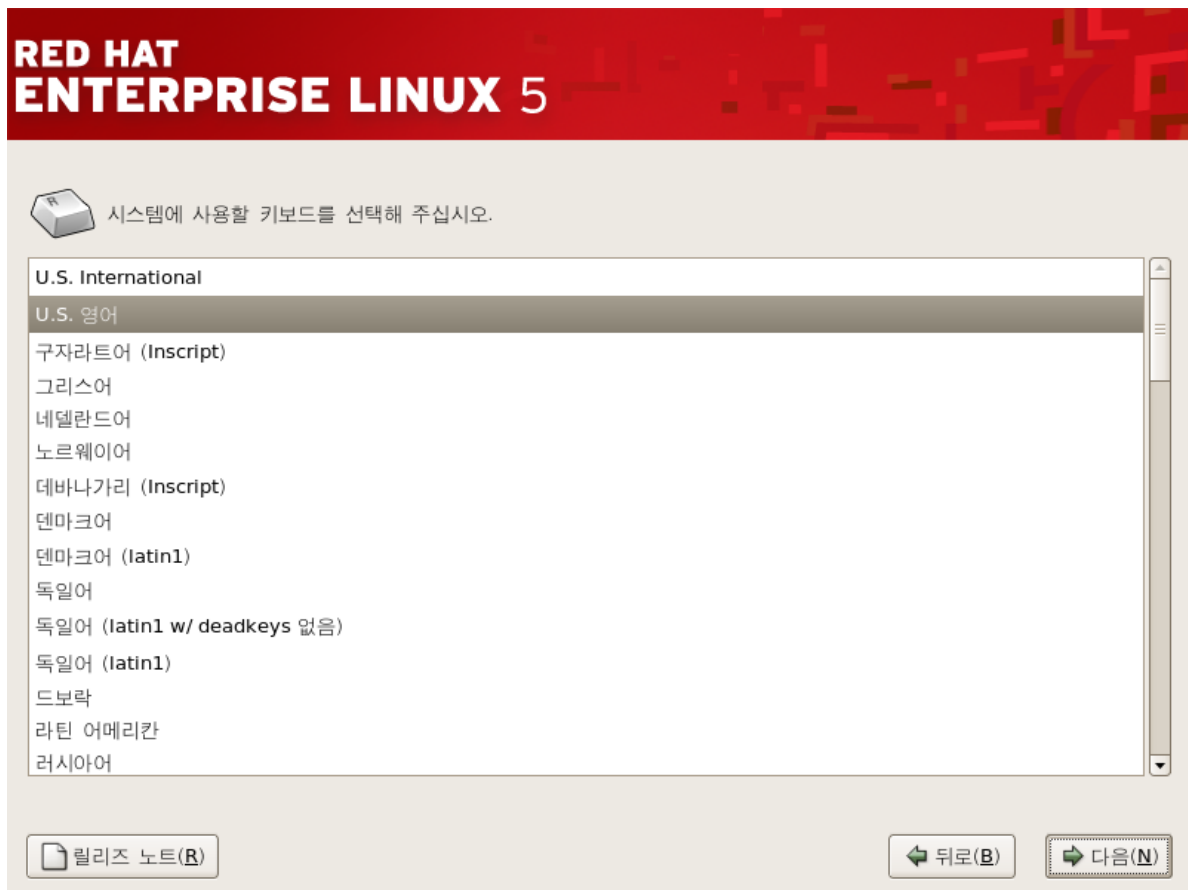 RED HAT
ENTERPRISE LINUX 5
R
시스템에 사용할 키보드를 선택해 주십시오.
U.S. International
U.S. 영어
구자라트어 (Inscript)
그리스어
네델란드어
노르웨이어
데바나가리 (Inscript)
덴마크어
덴마크어 (latin1)
독일어
독일어 (latin1 w/ deadkeys 없음)
독일어 (latin1)
드보락
라틴 어메리칸
러시아어
릴리즈 노트(R)
뒤로(B)
다음(N)